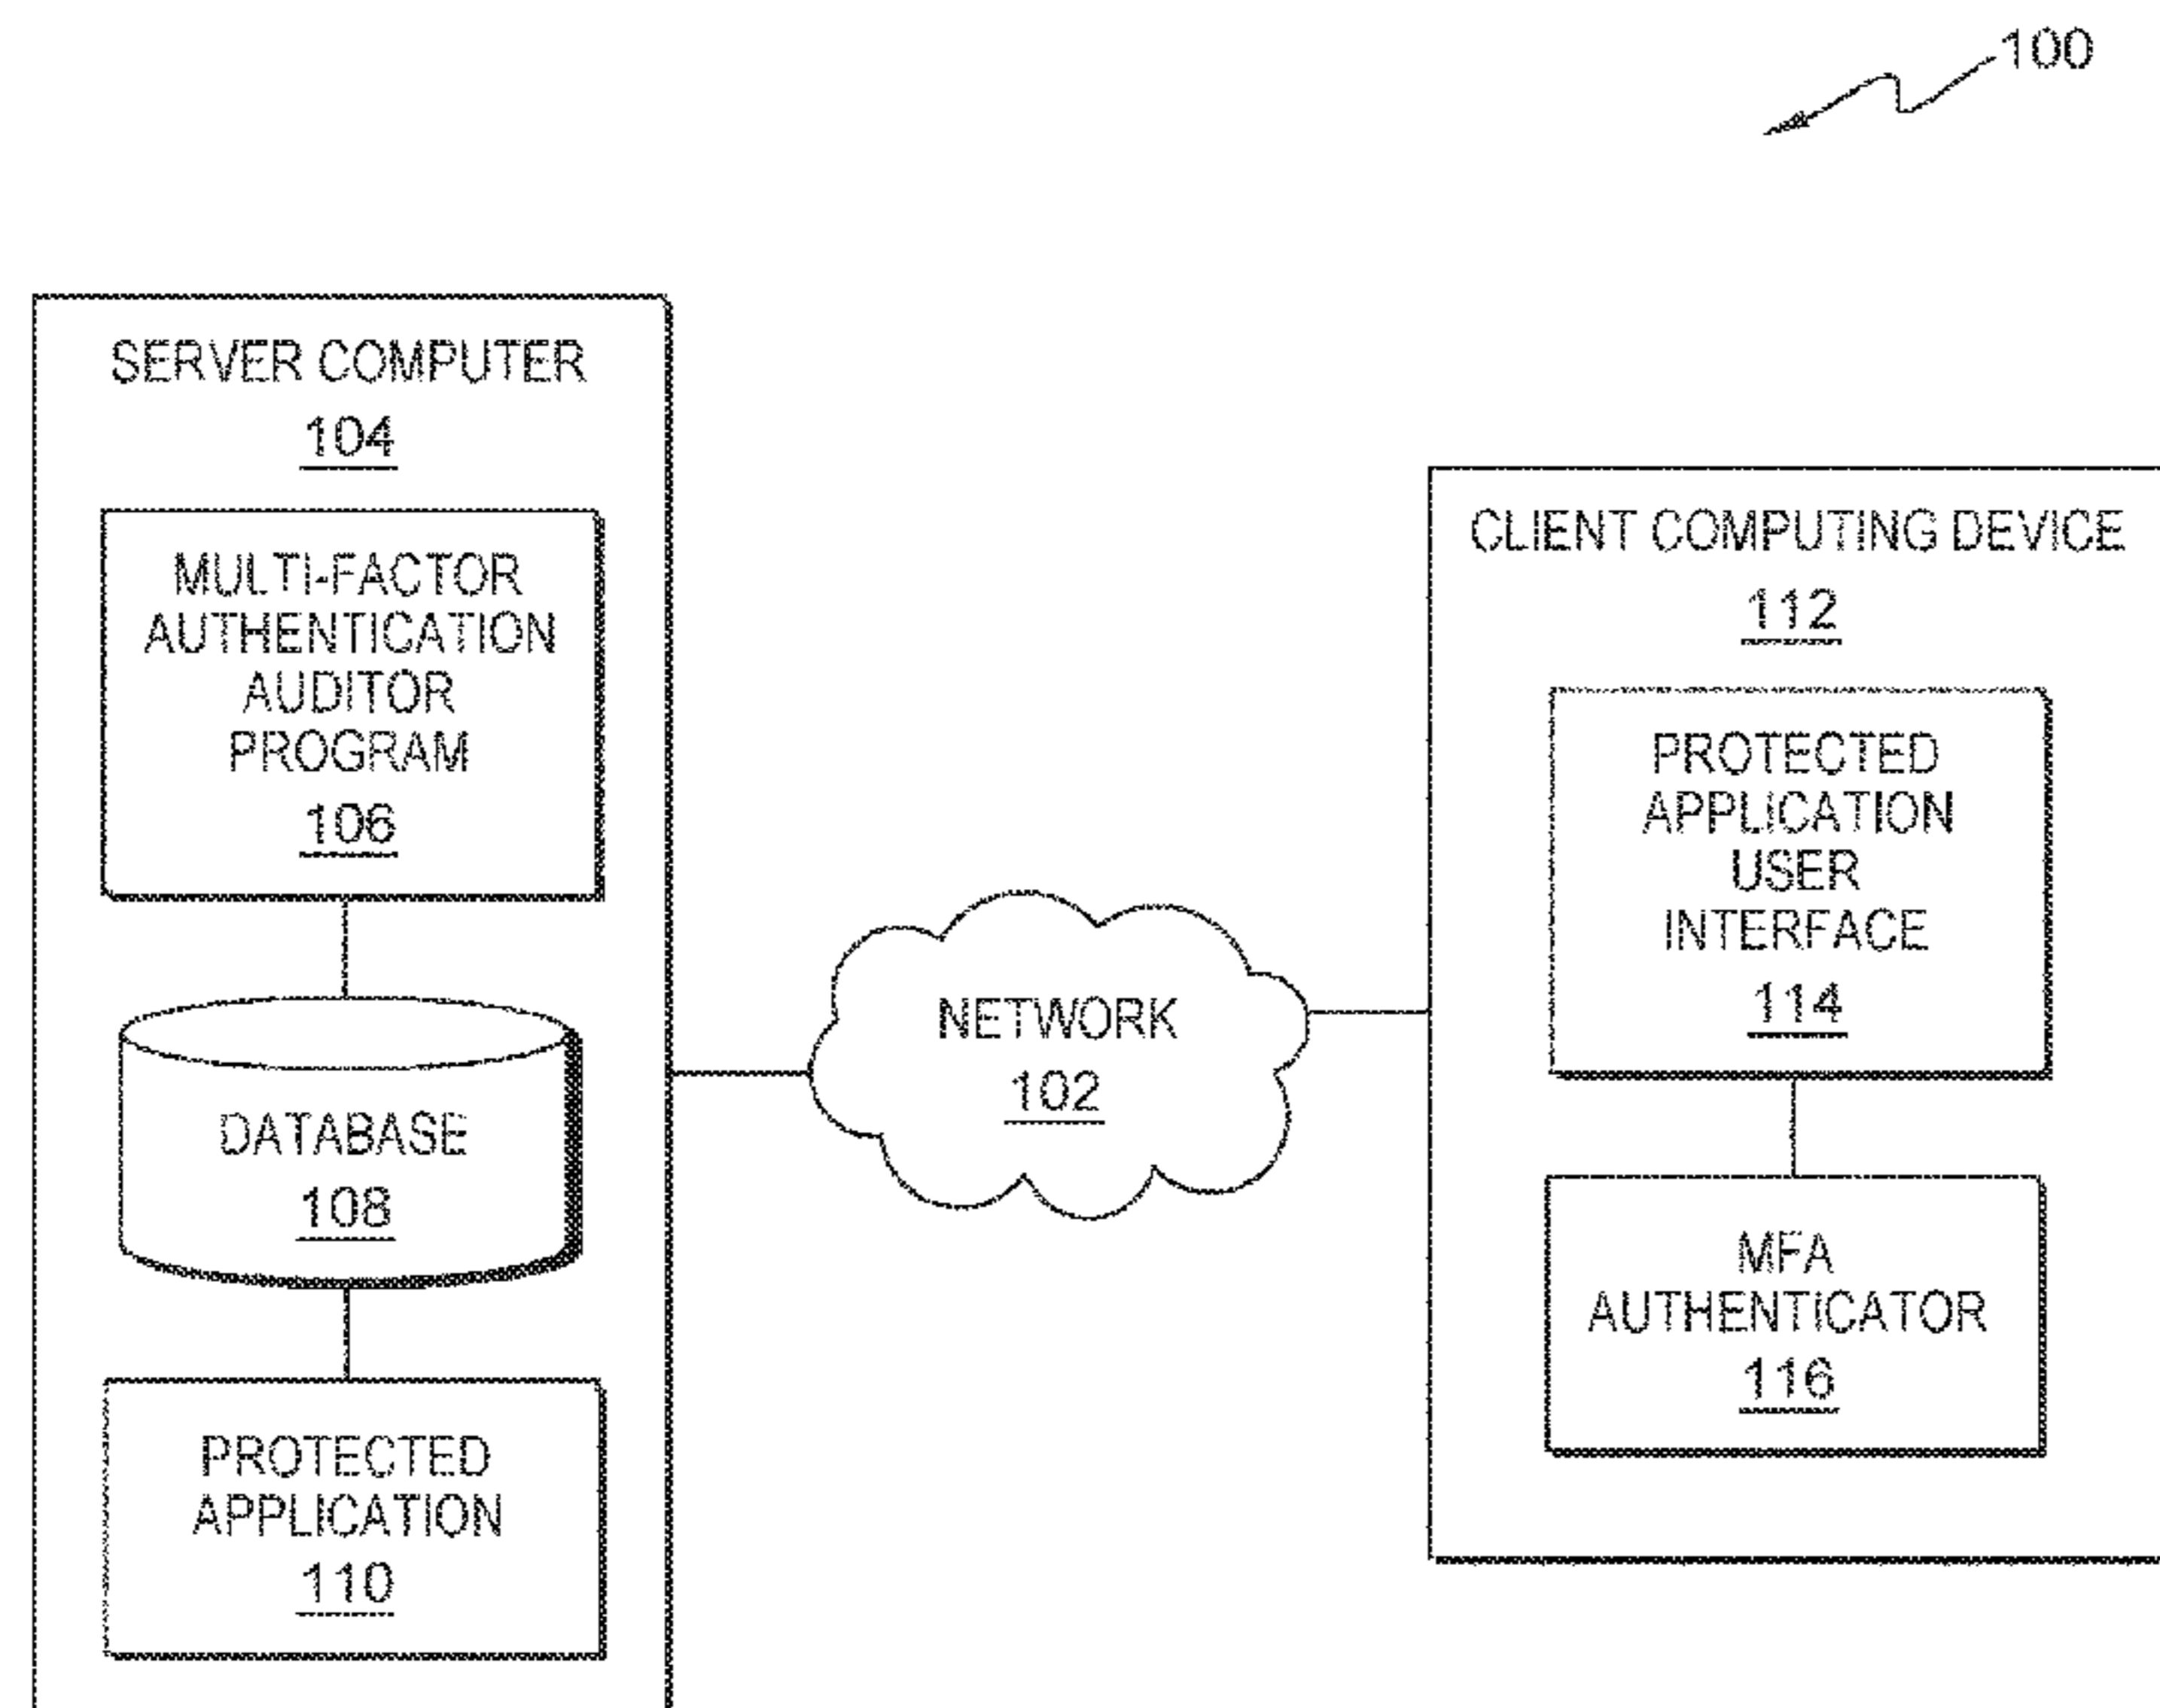 100
SERVER COMPUTER
104
MULTI-FACTOR
AUTHENTICATION
AUDITOR
PROGRAM
106
DATABASE
108
PROTECTED
APPLICATION
110
NETWORK
102
CLIENT COMPUTING DEVICE
112
PROTECTED
APPLICATION
USER
INTERFACE
114
MFA
AUTHENTICATOR
116